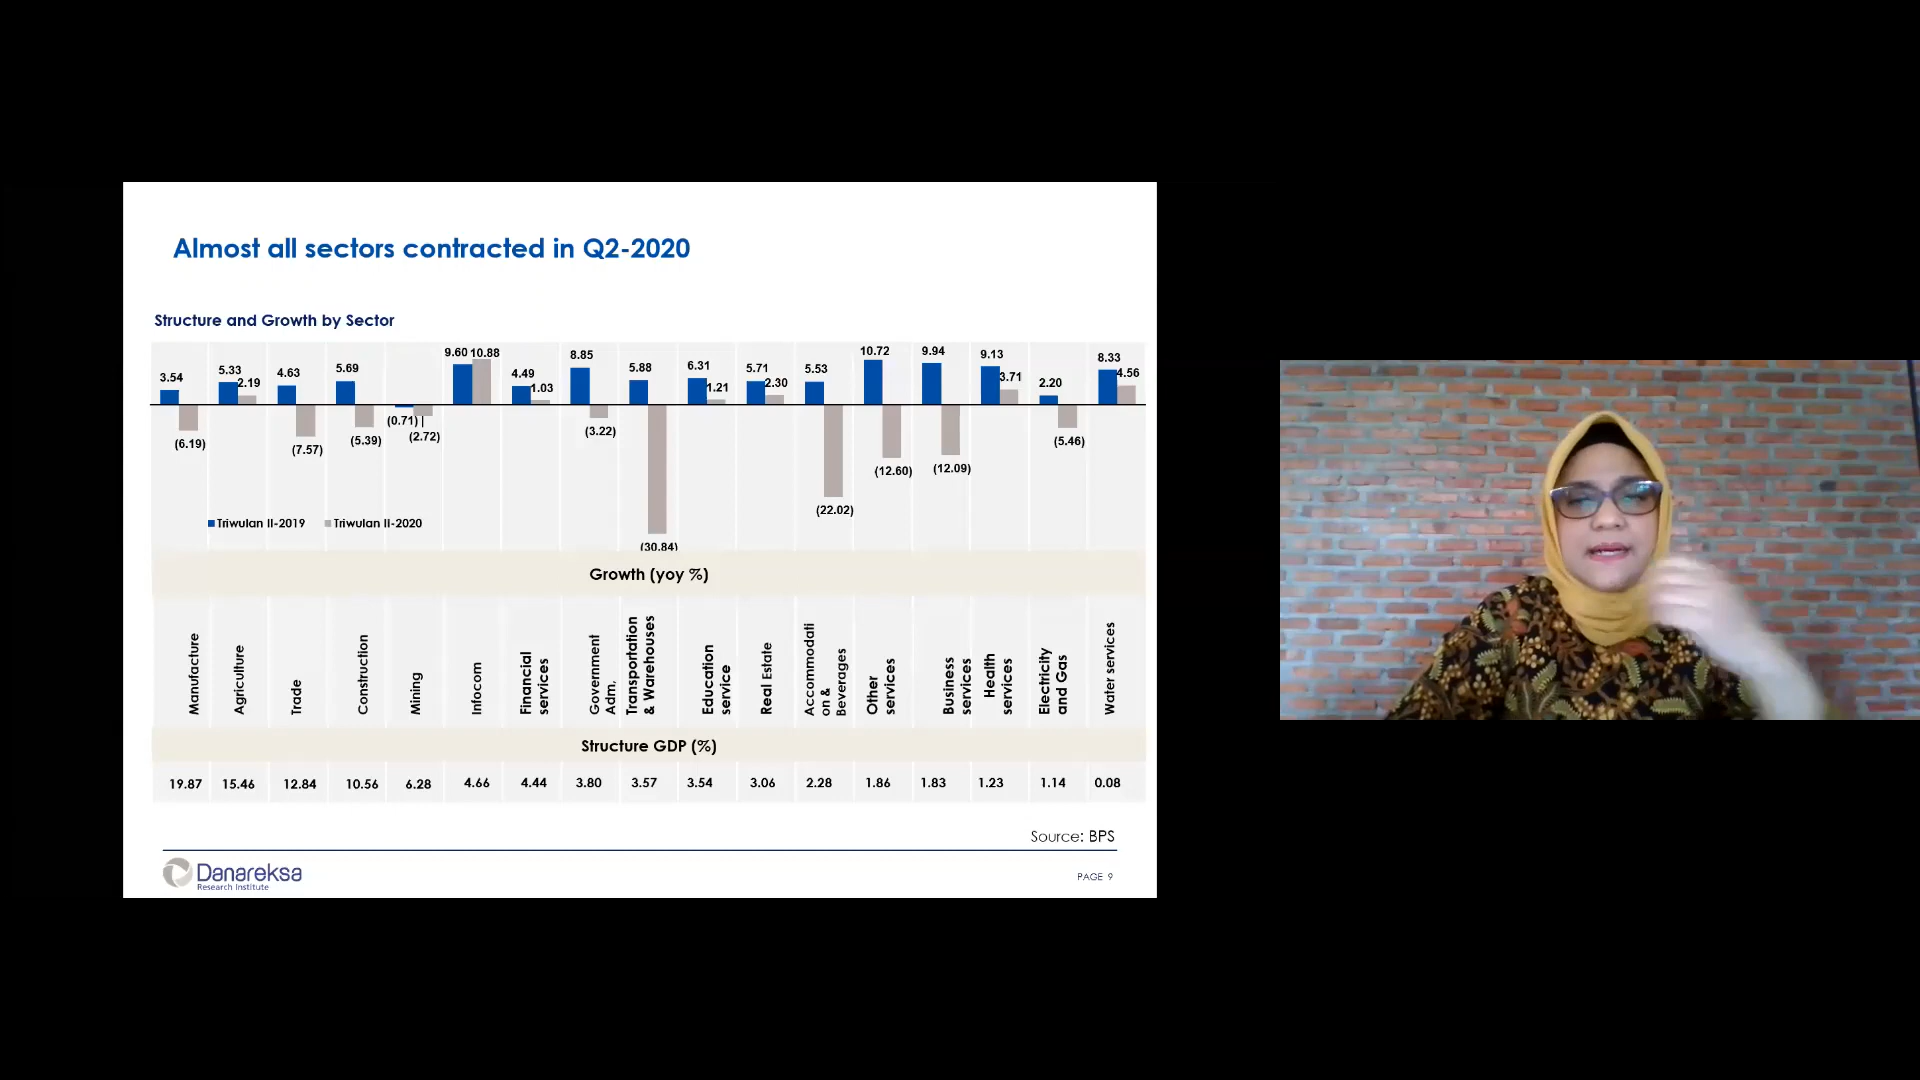 Almost all sectors contracted in Q2-2020
Structure and Growth by Sector
3.54 5.33 2.19 4.63 5.69 9.60 10.88 4.49 1.03 8.85 5.88 6.31 1.21 5.71 2.30 5.53 10.72 9.94 9.13 3.71 2.20 8.33 4.56
(6.19) (7.57) (5.39) (0.71) (2.72) (3.22) (30.84) (22.02) (12.60) (12.09) (5.46)
Triwulan II-2019 Triwulan II-2020
Growth (yoy %)
Manufacture
Agriculture
Trade
Construction
Mining
Infocom
Financial
services
Government
Adm,
Transportation
& Warehouses
Education
service
Real Estate
Accommodati
on &
Beverages
Other
services
Business
services
Health
services
Electricity
and Gas
Water services
Structure GDP (%)
19.87 15.46 12.84 10.56 6.28 4.66 4.44 3.80 3.57 3.54 3.06 2.28 1.86 1.83 1.23 1.14 0.08
Source: BPS
Danareksa
Research Institute
PAGE 9